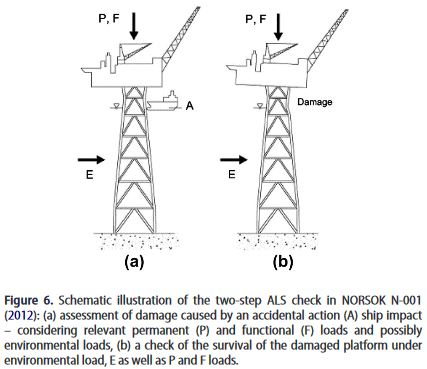 P, F
P, F
A
Damage
E
E
(a)
(b)
Figure 6. Schematic illustration of the two-step ALS check in NORSOK N-001
(2012): (a) assessment of damage caused by an accidental action (A) ship impact
– considering relevant permanent (P) and functional (F) loads and possibly
environmental loads, (b) a check of the survival of the damaged platform under
environmental load, E as well as P and F loads.